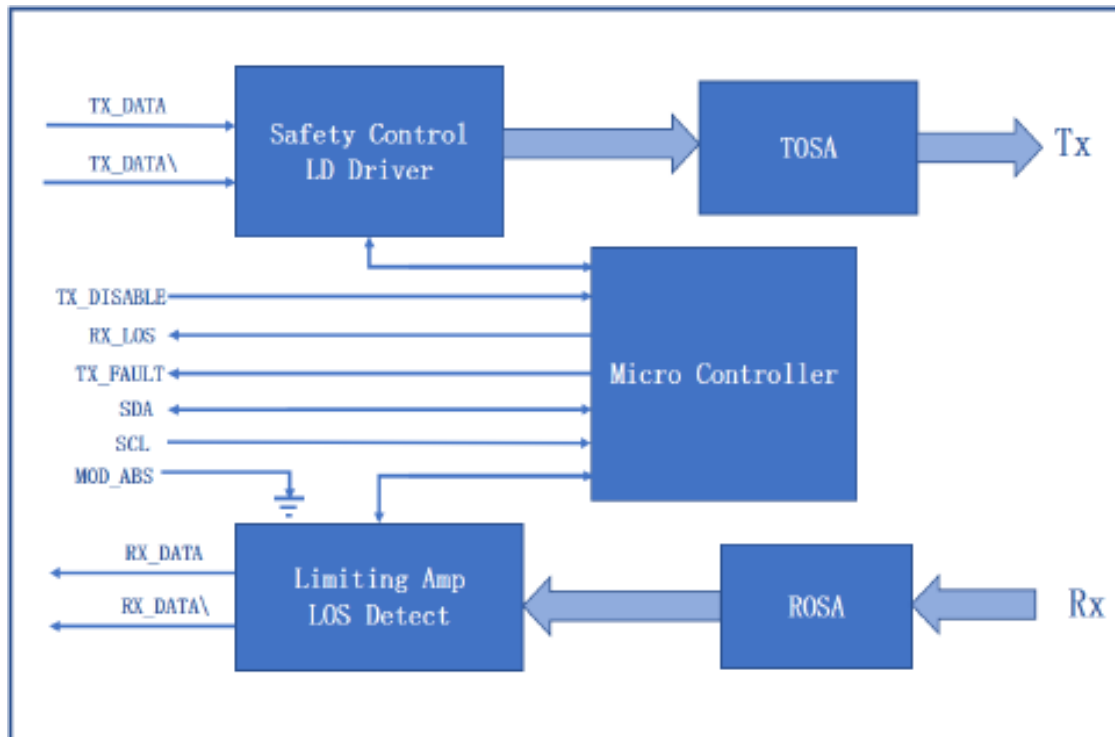 TX_DATA
TX_DATA\
Safety Control
LD Driver
TOSA
Tx
TX_DISABLE
RX_LOS
TX_FAULT
SDA
SCL
MOD_ABS
Micro Controller
RX_DATA
RX_DATA\
Limiting Amp
LOS Detect
ROSA
Rx